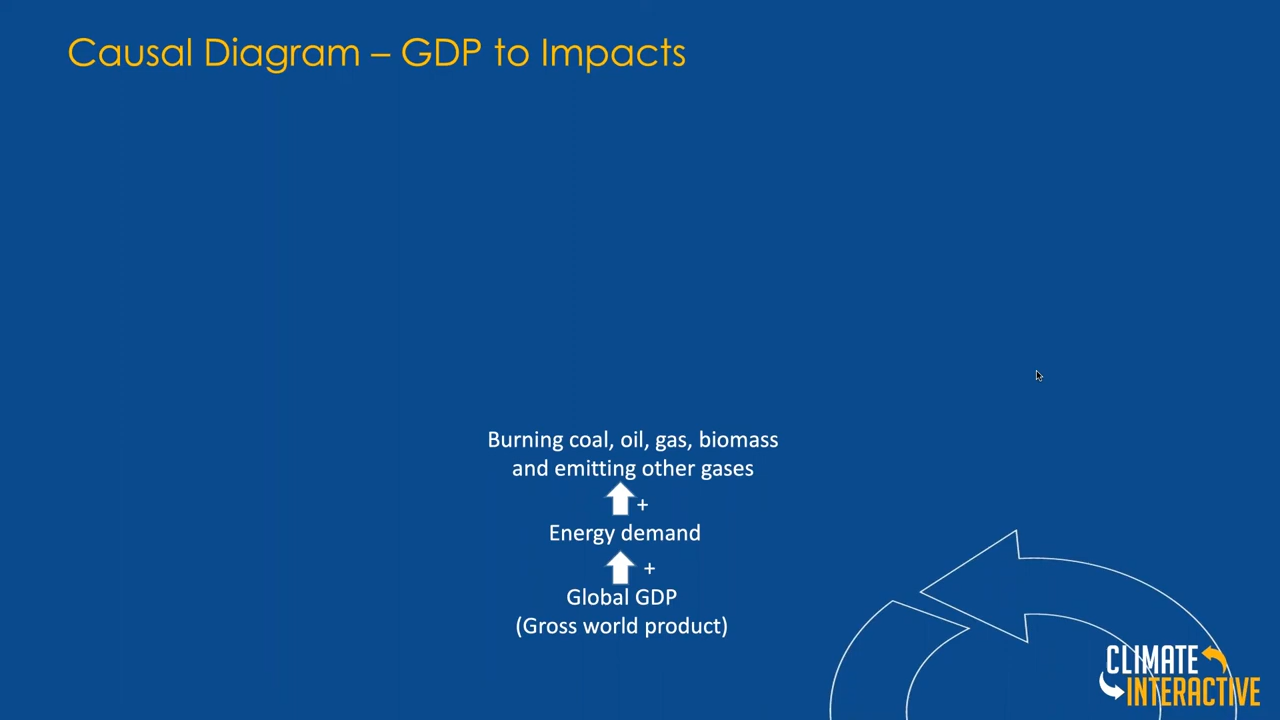 Causal Diagram – GDP to Impacts
Burning coal, oil, gas, biomass
and emitting other gases
+
Energy demand
+
Global GDP
(Gross world product)
CLIMATE
INTERACTIVE